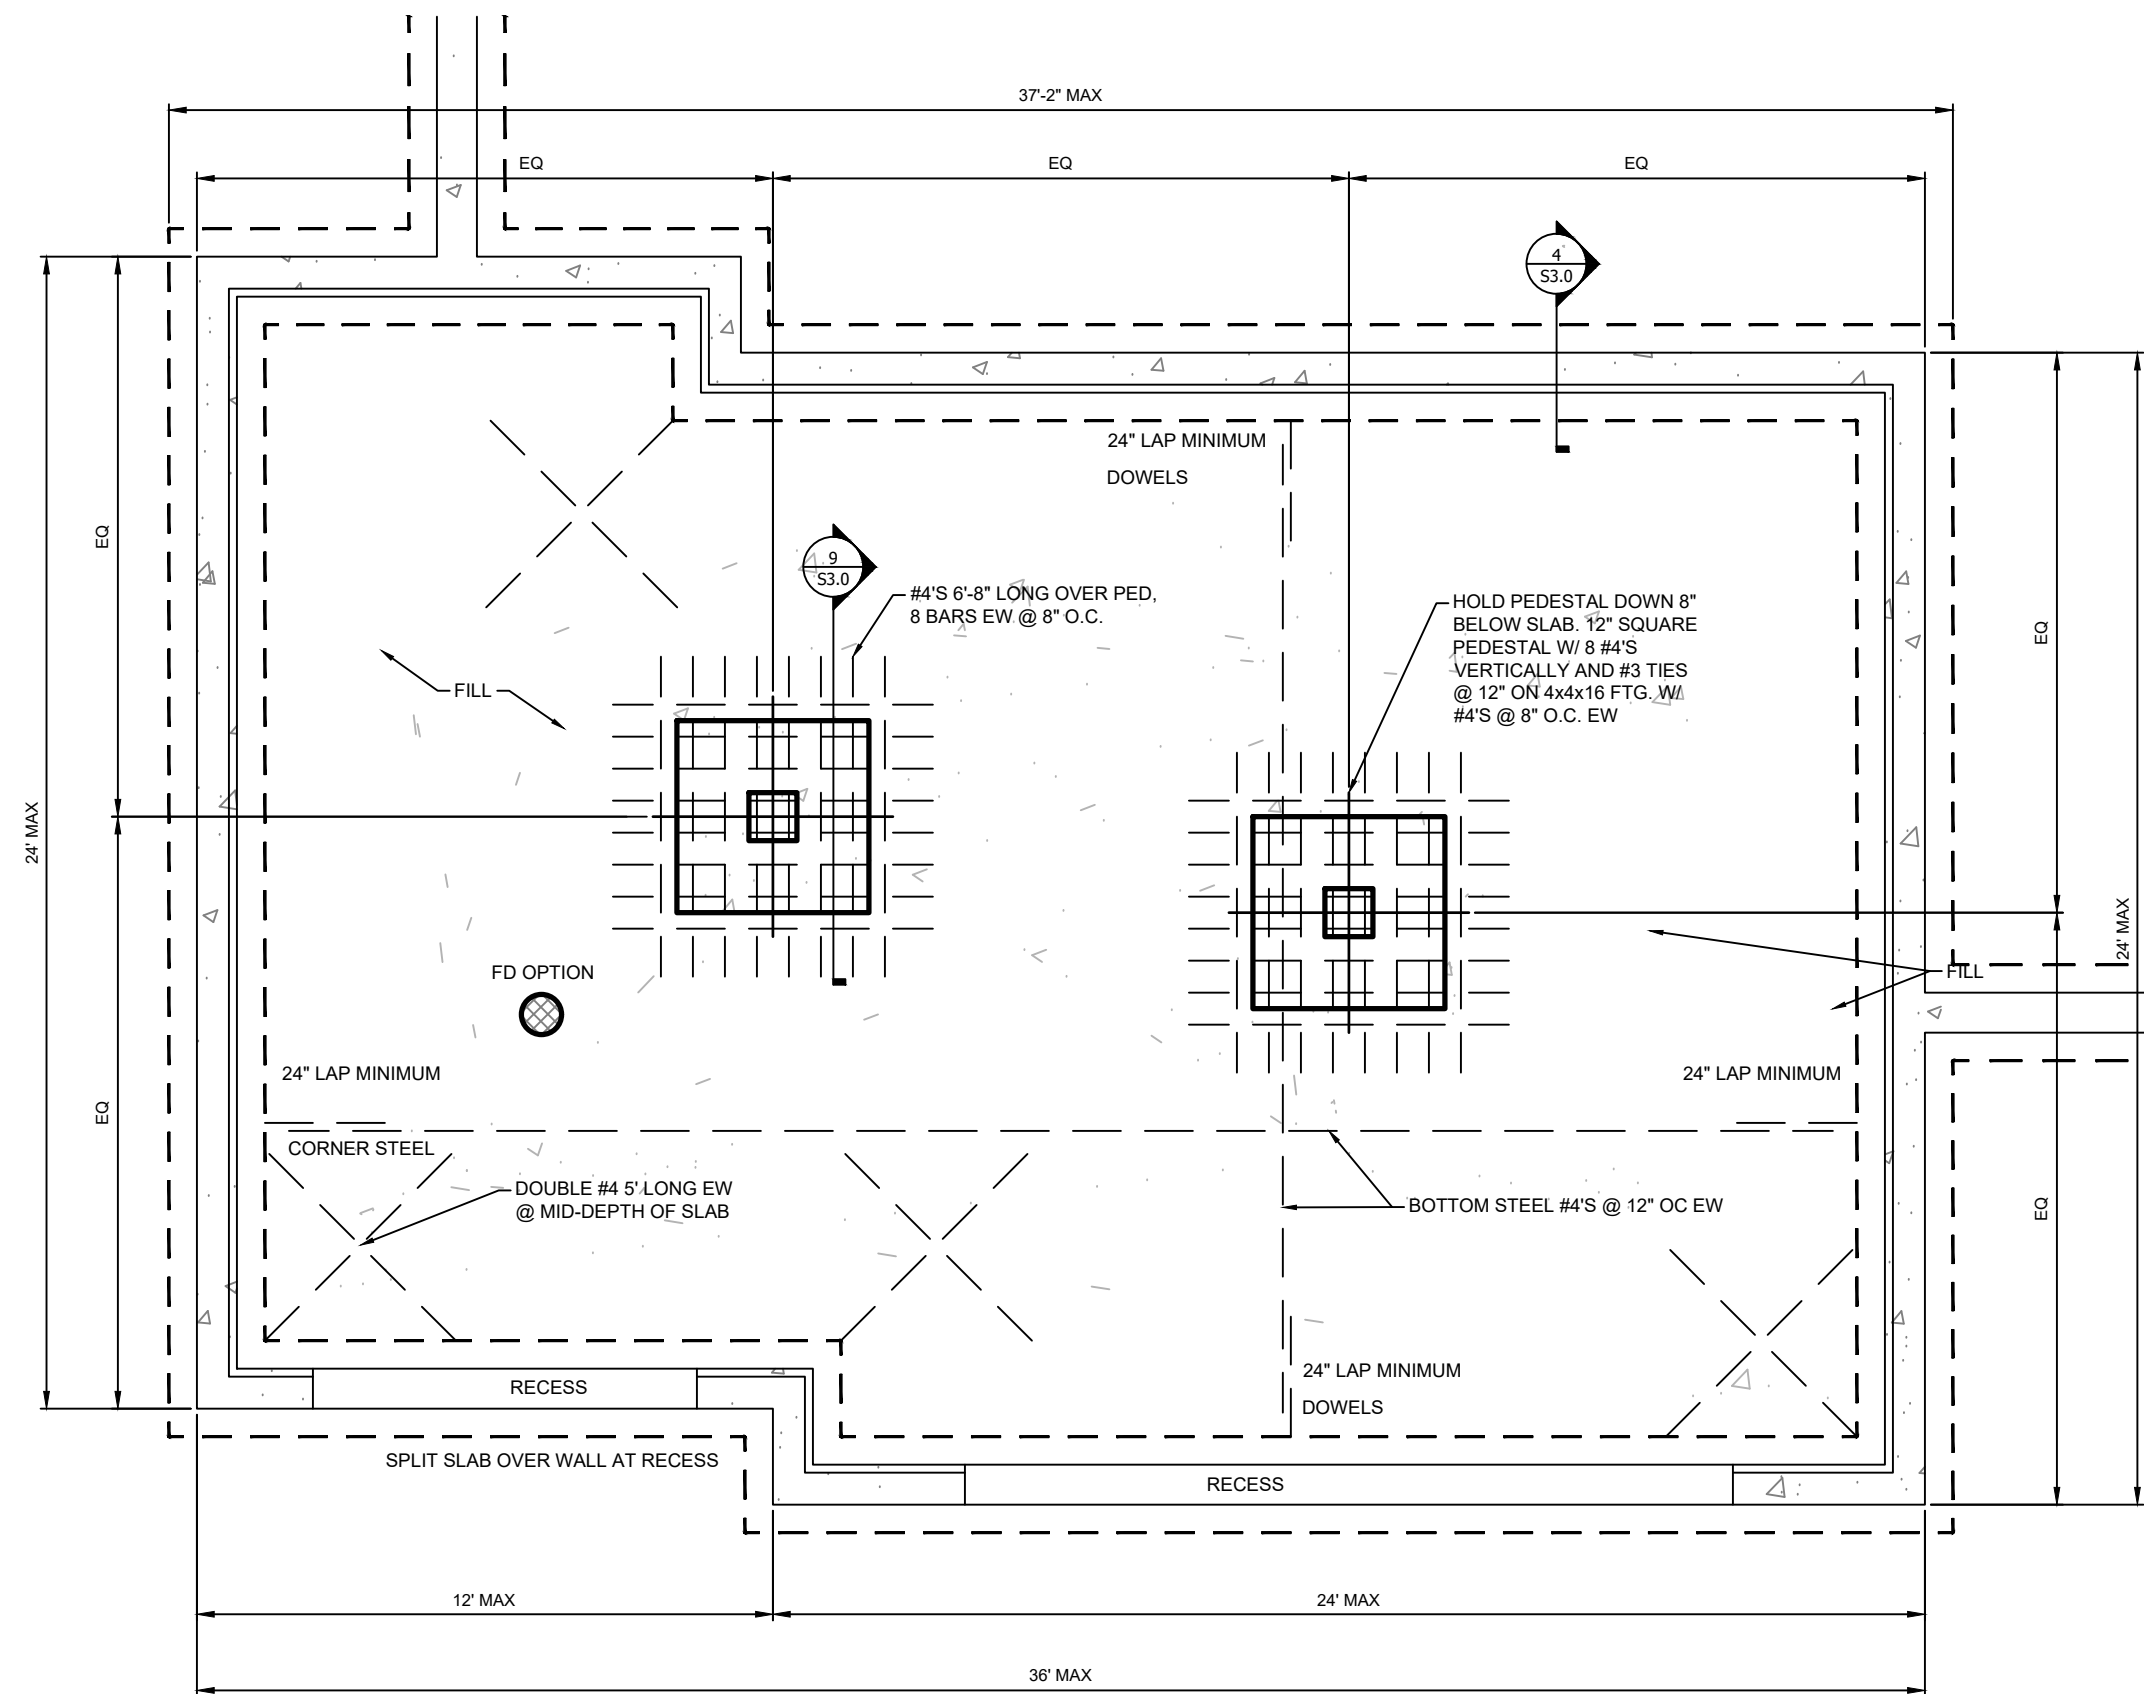 37'-2" MAX
EQ
EQ
EQ
4
S3.0
24" LAP MINIMUM
DOWELS
EQ
9
S3.0
#4'S 6'-8" LONG OVER PED,
8 BARS EW @ 8" O.C.
HOLD PEDESTAL DOWN 8"
BELOW SLAB. 12" SQUARE
PEDESTAL W/ 8 #4'S
VERTICALLY AND #3 TIES
@ 12" ON 4x4x16 FTG. W/
#4'S @ 8" O.C. EW
EQ
FILL
24' MAX
24' MAX
FD OPTION
FILL
24" LAP MINIMUM
24" LAP MINIMUM
EQ
CORNER STEEL
DOUBLE #4 5' LONG EW
@ MID-DEPTH OF SLAB
BOTTOM STEEL #4'S @ 12" OC EW
EQ
24" LAP MINIMUM
DOWELS
RECESS
SPLIT SLAB OVER WALL AT RECESS
RECESS
12' MAX
24' MAX
36' MAX